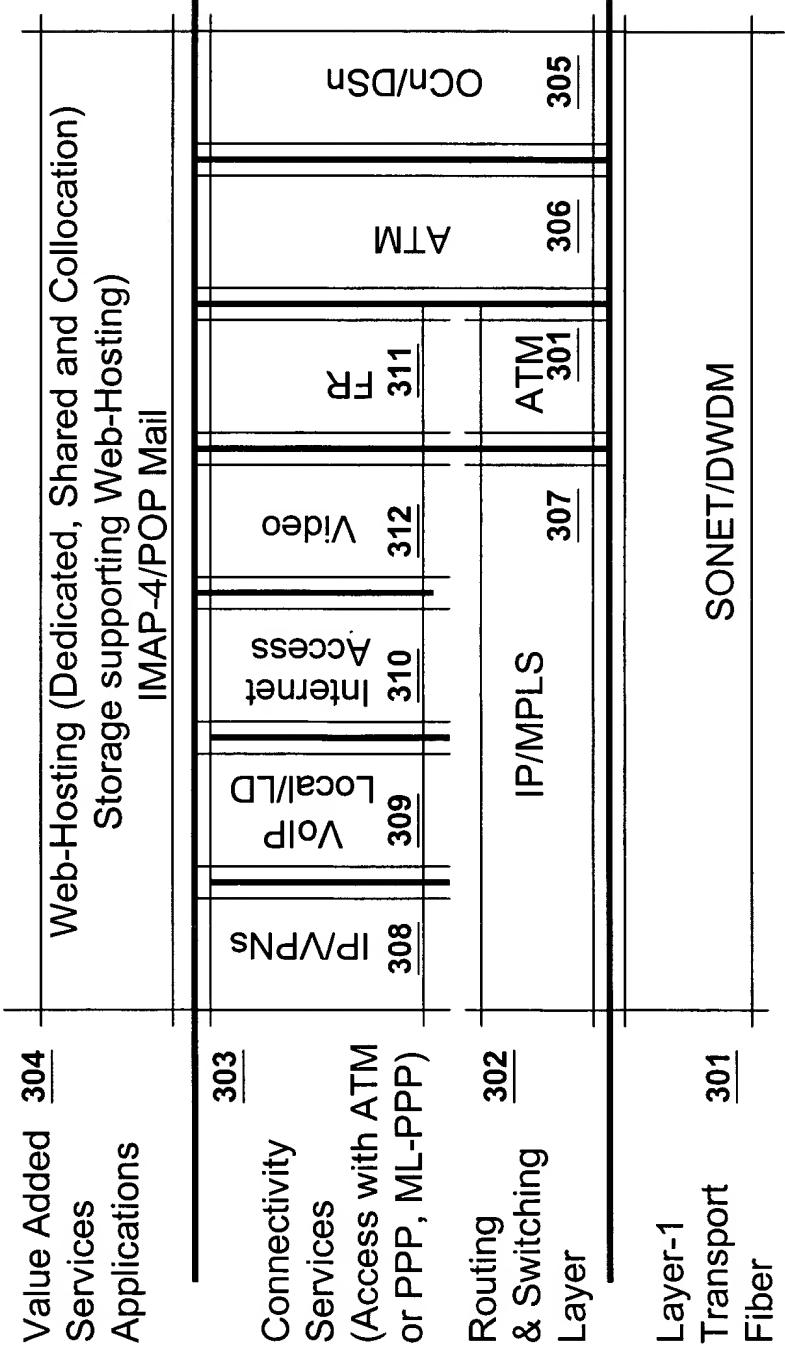 Value Added 304
Services
Applications
Web-Hosting (Dedicated, Shared and Collocation)
Storage supporting Web-Hosting)
IMAP-4/POP Mail
303
Connectivity
Services
(Access with ATM
or PPP, ML-PPP)
IP/VPNs
308
VoIP
Local/LD
309
Internet
Access
310
Video
312
FR
311
ATM
306
OCn/DSn
305
Routing 302
& Switching
Layer
IP/MPLS
307
ATM
301
Layer-1
Transport 301
Fiber
SONET/DWDM